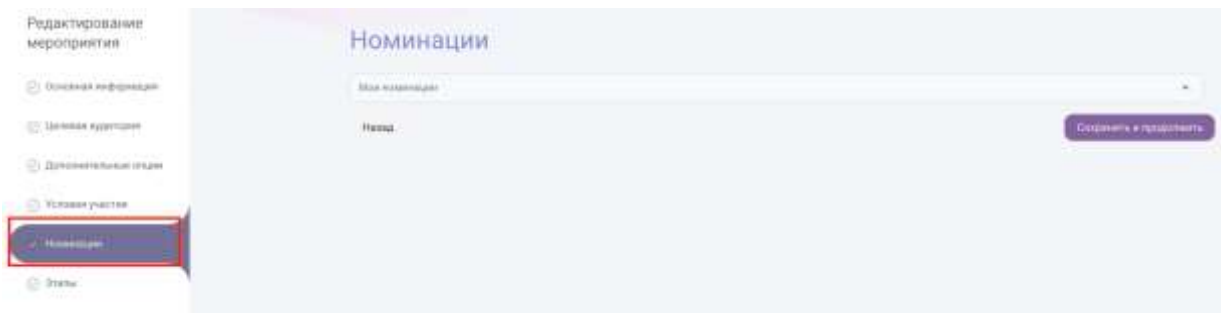 Редактирование
мероприятия
Основная информация
Целевая аудитория
Дополнительные опции
Условия участия
Номинации
Этапы
Номинации
Мои номинации
Назад
Сохранить и продолжить